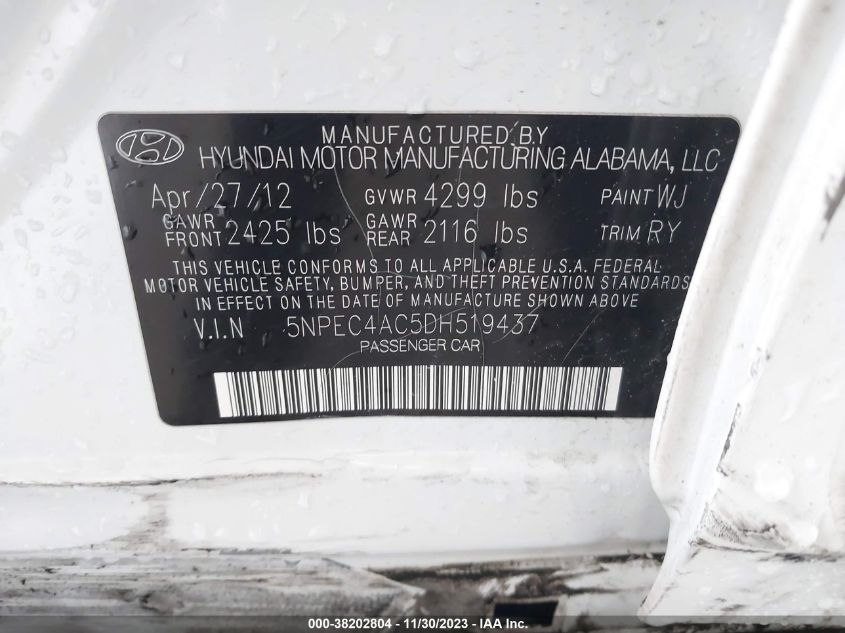 MANUFACTURED BY
HYUNDAI MOTOR MANUFACTURING ALABAMA, LLC
Apr/27/12 GVWR 4299 lbs PAINT WJ
GAWR FRONT 2425 lbs GAWR REAR 2116 lbs TRIM RY
THIS VEHICLE CONFORMS TO ALL APPLICABLE U.S.A. FEDERAL
MOTOR VEHICLE SAFETY, BUMPER, AND THEFT PREVENTION STANDARDS
IN EFFECT ON THE DATE OF MANUFACTURE SHOWN ABOVE
V.I.N 5NPEC4AC5DH519437
PASSENGER CAR
000-38202804 - 11/30/2023 - IAA Inc.